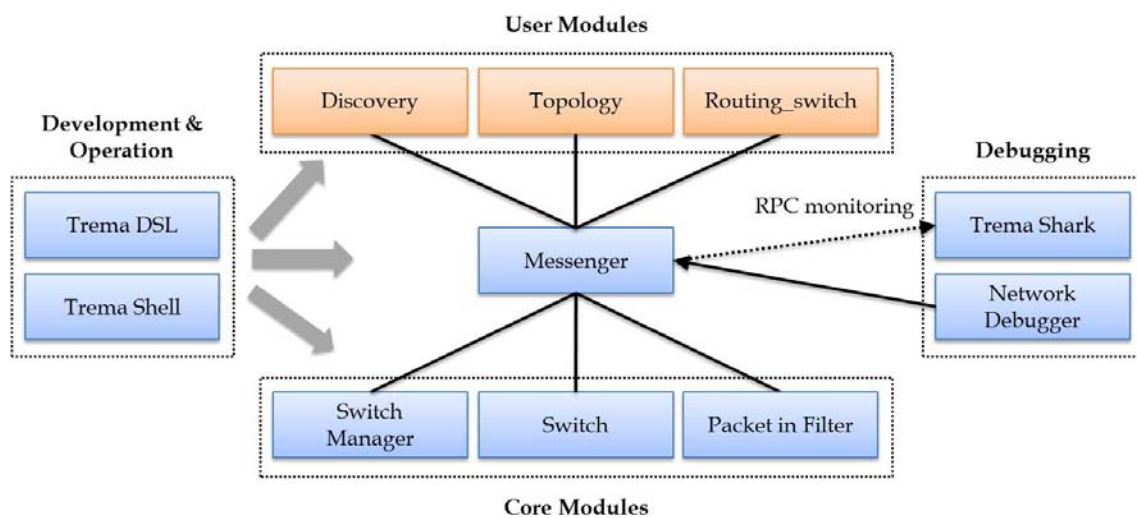 User Modules
Discovery
Topology
Routing_switch
Development &
Operation
Trema DSL
Trema Shell
Messenger
RPC monitoring
Debugging
Trema Shark
Network
Debugger
Switch
Manager
Switch
Packet in Filter
Core Modules